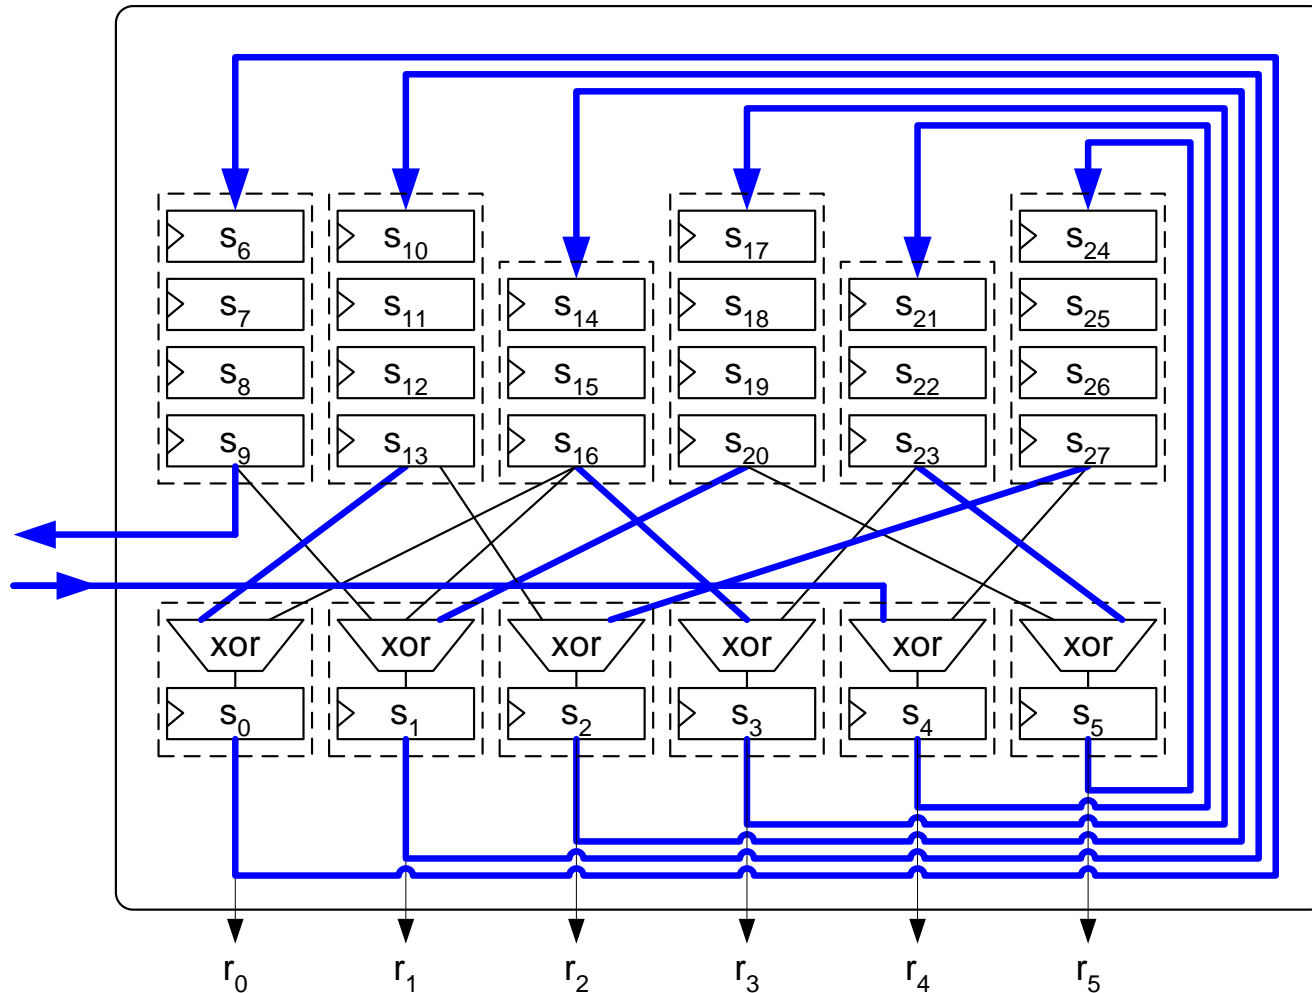 s6 s10 s17 s24
s7 s11 s14 s18 s21 s25
s8 s12 s15 s19 s22 s26
s9 s13 s16 s20 s23 s27
xor xor xor xor xor xor
s0 s1 s2 s3 s4 s5
r0 r1 r2 r3 r4 r5